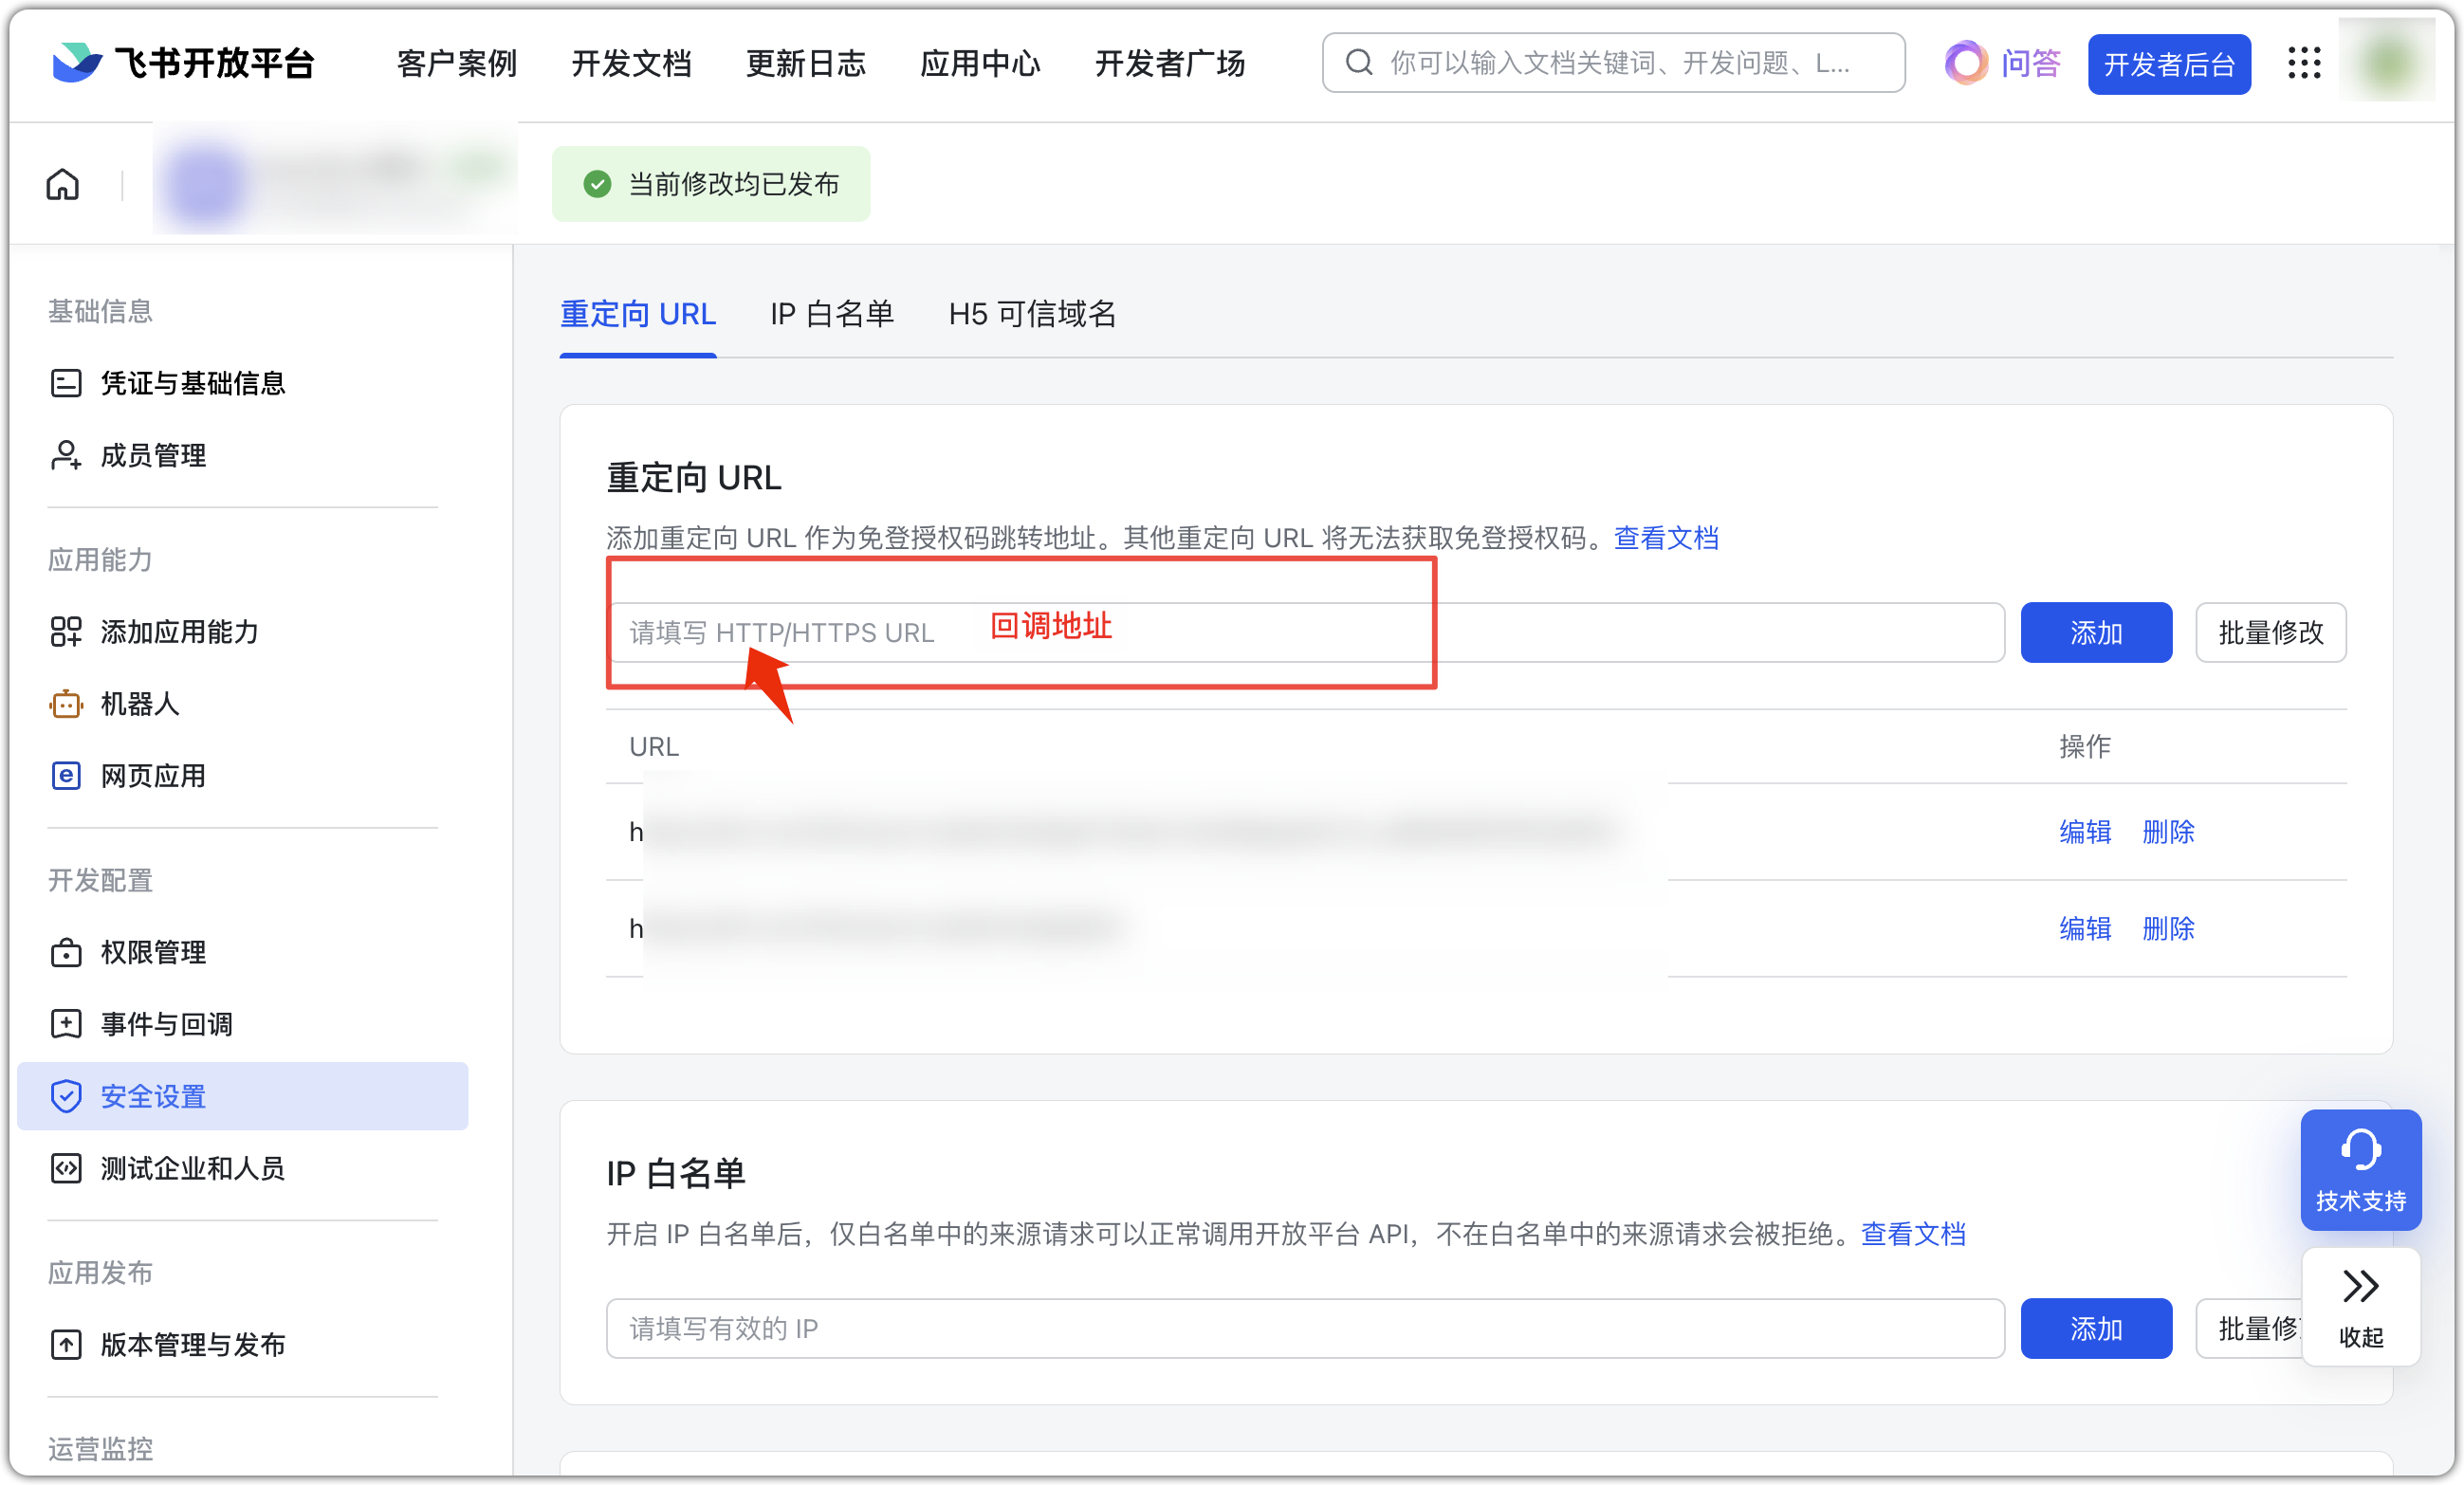 飞书开放平台 客户案例 开发文档 更新日志 应用中心 开发者广场 你可以输入文档关键词、开发问题、L... 问答 开发者后台
当前修改均已发布
基础信息
凭证与基础信息
成员管理
应用能力
添加应用能力
机器人
网页应用
开发配置
权限管理
事件与回调
安全设置
测试企业和人员
应用发布
版本管理与发布
运营监控
重定向 URL IP 白名单 H5 可信域名
重定向 URL
添加重定向 URL 作为免登授权码跳转地址。其他重定向 URL 将无法获取免登授权码。查看文档
请填写 HTTP/HTTPS URL 回调地址 添加 批量修改
URL 操作
h 编辑 删除
h 编辑 删除
IP 白名单
开启 IP 白名单后，仅白名单中的来源请求可以正常调用开放平台 API，不在白名单中的来源请求会被拒绝。查看文档
请填写有效的 IP 添加 批量修
技术支持
收起